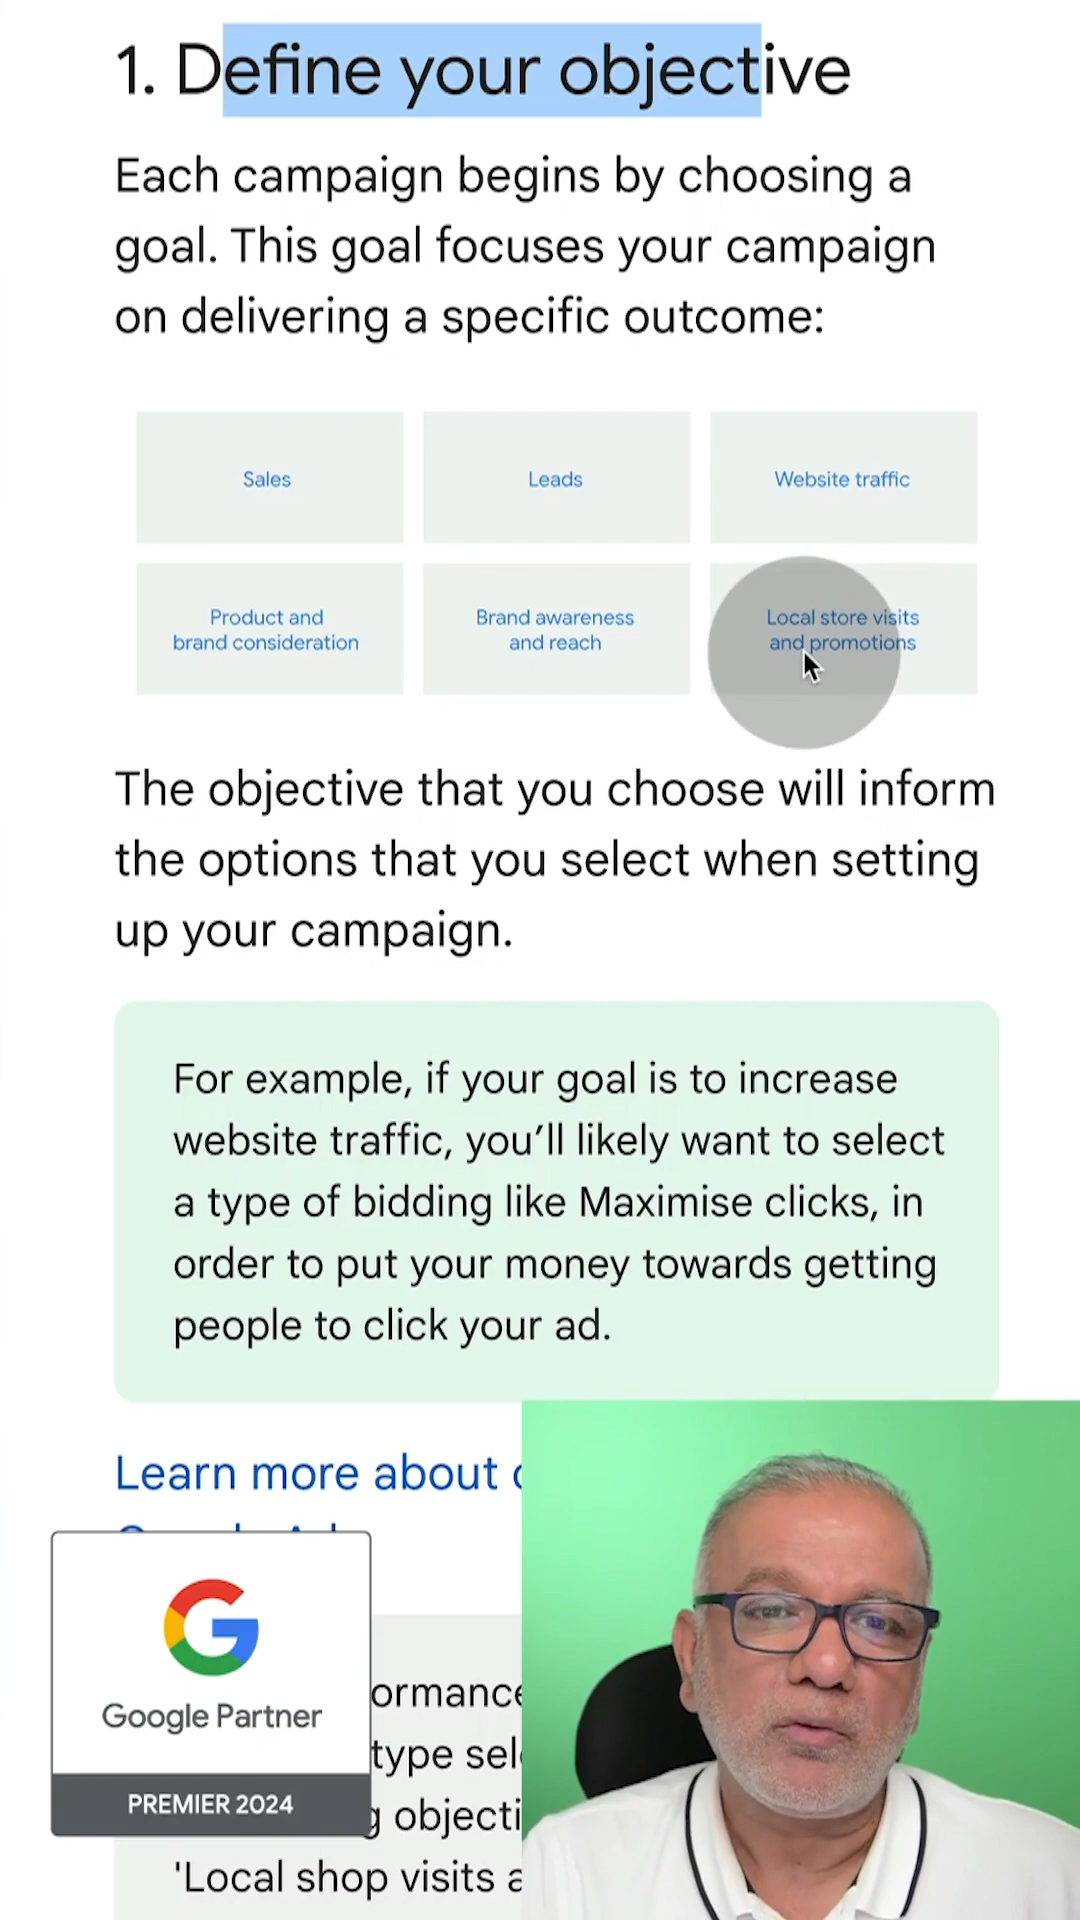 1. Define your objective
Each campaign begins by choosing a
goal. This goal focuses your campaign
on delivering a specific outcome:
Sales
Leads
Website traffic
Product and
brand consideration
Brand awareness
and reach
Local store visits
and promotions
The objective that you choose will inform
the options that you select when setting
up your campaign.
For example, if your goal is to increase
website traffic, you’ll likely want to select
a type of bidding like Maximise clicks, in
order to put your money towards getting
people to click your ad.
Learn more about
type
'Local shop visits
G
Google Partner
PREMIER 2024